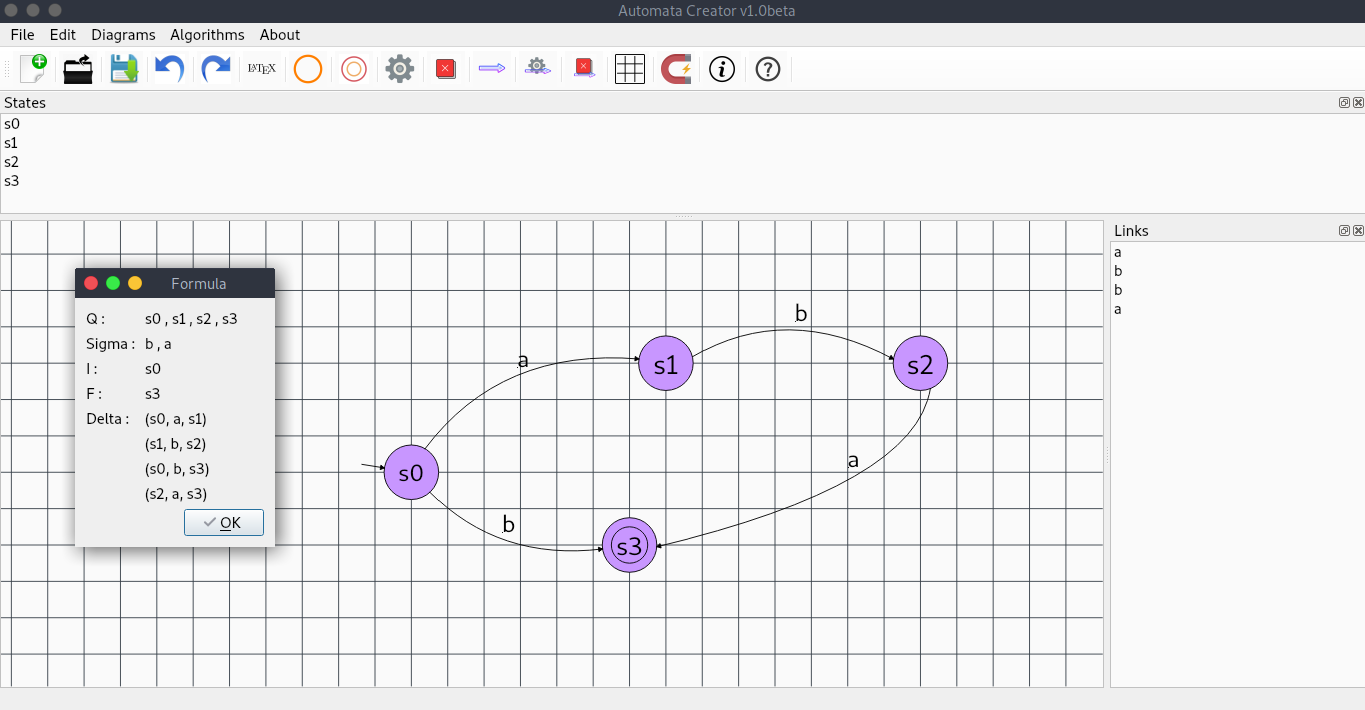 Automata Creator v1.0beta
File Edit Diagrams Algorithms About
LATEX
States
s0
s1
s2
s3
Links
a
b
b
a
Formula
Q : s0 , s1 , s2 , s3
Sigma : b , a
I : s0
F : s3
Delta : (s0, a, s1)
(s1, b, s2)
(s0, b, s3)
(s2, a, s3)
OK
b
a
s1
s2
a
s0
b
s3